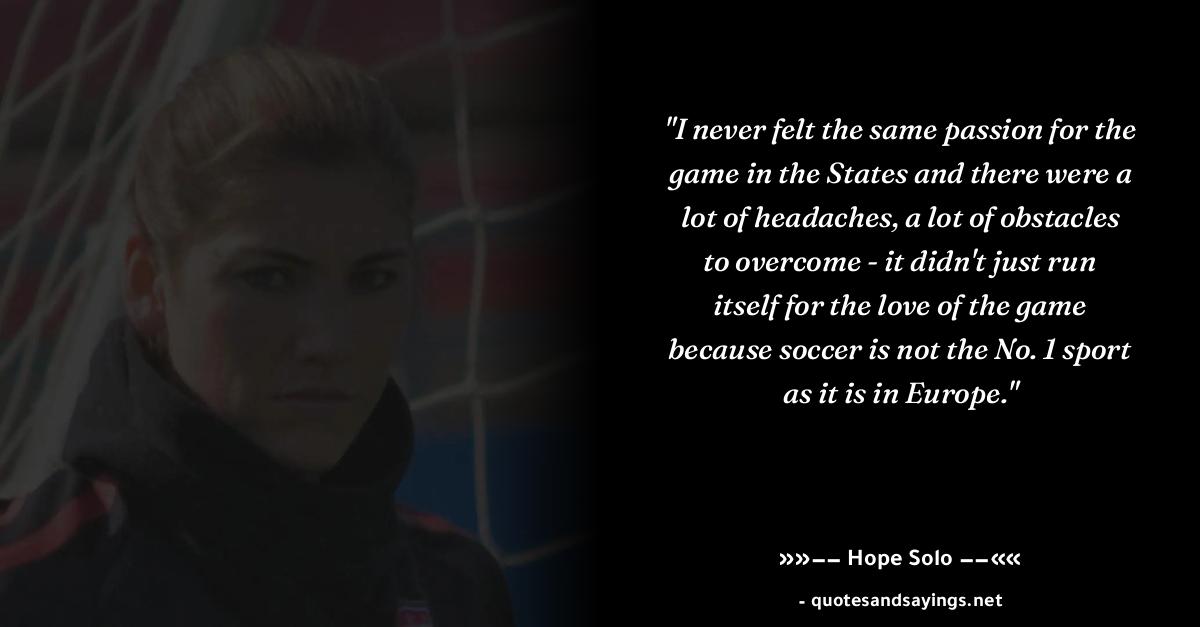 "I never felt the same passion for the
game in the States and there were a
lot of headaches, a lot of obstacles
to overcome - it didn't just run
itself for the love of the game
because soccer is not the No. 1 sport
as it is in Europe."
»»−− Hope Solo −−««
- quotesandsayings.net